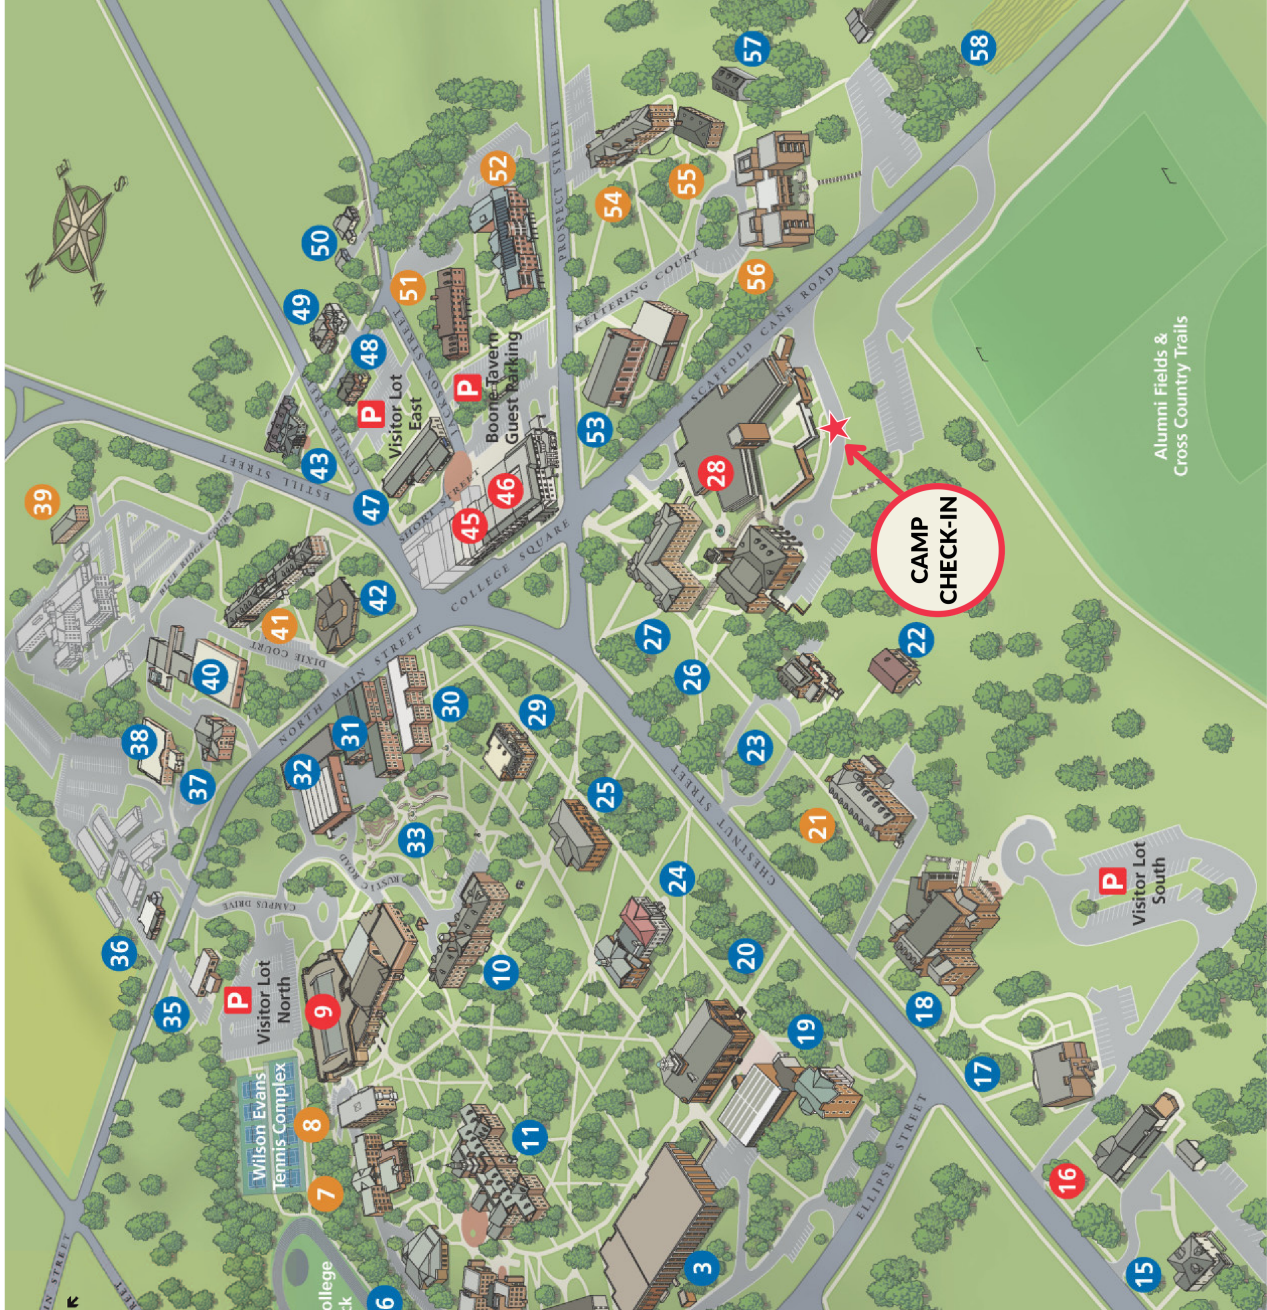 IN STREET
TREET
35
36
37
38
39
40
Wilson Evans
Tennis Complex
Visitor Lot
North
P
CAMPUS DRIVE
NORTH MAIN STREET
DIXIE COURT
BLUE RIDGE COURT
ESTILL STREET
CENTER STREET
N
E
S
W
ollege
ck
6
7
8
9
32
31
41
42
43
47
49
50
RUSTIC
ROAD
33
30
48
P
Visitor Lot
East
JACKSON STREET
SHORT STREET
51
COLLEGE SQUARE
45
46
P
Boone Tavern
Guest Parking
52
10
11
29
25
PROSPECT STREET
53
54
KETTERING COURT
24
27
26
55
3
CHESTNUT STREET
20
23
28
SCAFFOLD CANE ROAD
56
57
19
21
ELLIPSE STREET
18
22
CAMP
CHECK-IN
58
17
16
15
P
Visitor Lot
South
Alumni Fields &
Cross Country Trails